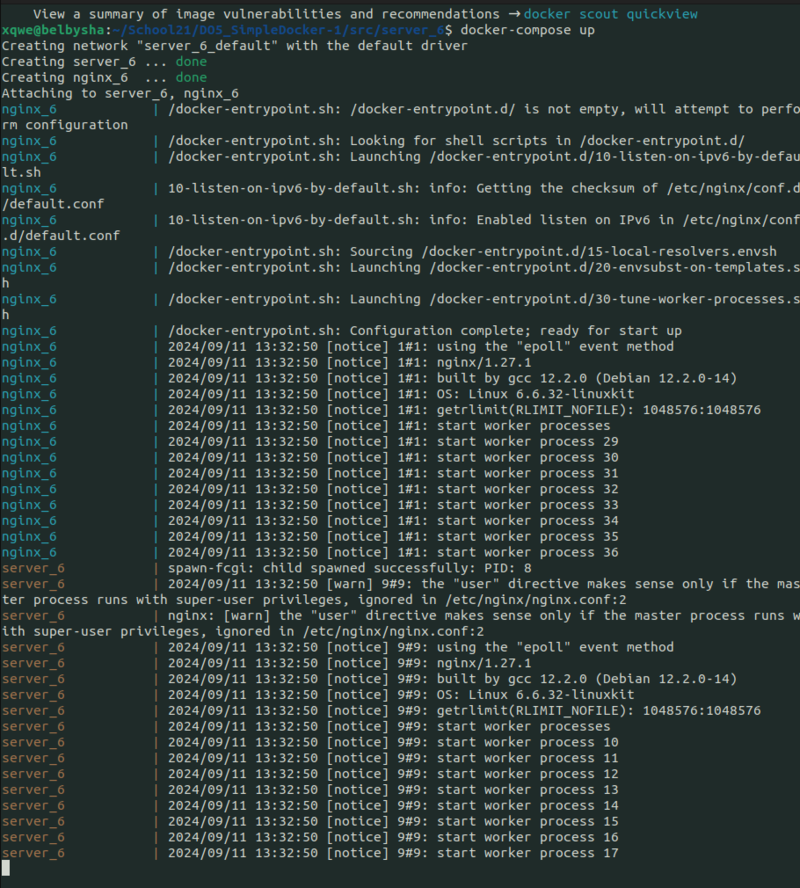 View a summary of image vulnerabilities and recommendations → docker scout quickview
xqwe@belbysha:~/School21/DO5_SimpleDocker-1/src/server_6$ docker-compose up
Creating network "server_6_default" with the default driver
Creating server_6 ... done
Creating nginx_6  ... done
Attaching to server_6, nginx_6
nginx_6            | /docker-entrypoint.sh: /docker-entrypoint.d/ is not empty, will attempt to perfo
rm configuration
nginx_6            | /docker-entrypoint.sh: Looking for shell scripts in /docker-entrypoint.d/
nginx_6            | /docker-entrypoint.sh: Launching /docker-entrypoint.d/10-listen-on-ipv6-by-defau
lt.sh
nginx_6            | 10-listen-on-ipv6-by-default.sh: info: Getting the checksum of /etc/nginx/conf.d
/default.conf
nginx_6            | 10-listen-on-ipv6-by-default.sh: info: Enabled listen on IPv6 in /etc/nginx/conf
.d/default.conf
nginx_6            | /docker-entrypoint.sh: Sourcing /docker-entrypoint.d/15-local-resolvers.envsh
nginx_6            | /docker-entrypoint.sh: Launching /docker-entrypoint.d/20-envsubst-on-templates.s
h
nginx_6            | /docker-entrypoint.sh: Launching /docker-entrypoint.d/30-tune-worker-processes.s
h
nginx_6            | /docker-entrypoint.sh: Configuration complete; ready for start up
nginx_6            | 2024/09/11 13:32:50 [notice] 1#1: using the "epoll" event method
nginx_6            | 2024/09/11 13:32:50 [notice] 1#1: nginx/1.27.1
nginx_6            | 2024/09/11 13:32:50 [notice] 1#1: built by gcc 12.2.0 (Debian 12.2.0-14)
nginx_6            | 2024/09/11 13:32:50 [notice] 1#1: OS: Linux 6.6.32-linuxkit
nginx_6            | 2024/09/11 13:32:50 [notice] 1#1: getrlimit(RLIMIT_NOFILE): 1048576:1048576
nginx_6            | 2024/09/11 13:32:50 [notice] 1#1: start worker processes
nginx_6            | 2024/09/11 13:32:50 [notice] 1#1: start worker process 29
nginx_6            | 2024/09/11 13:32:50 [notice] 1#1: start worker process 30
nginx_6            | 2024/09/11 13:32:50 [notice] 1#1: start worker process 31
nginx_6            | 2024/09/11 13:32:50 [notice] 1#1: start worker process 32
nginx_6            | 2024/09/11 13:32:50 [notice] 1#1: start worker process 33
nginx_6            | 2024/09/11 13:32:50 [notice] 1#1: start worker process 34
nginx_6            | 2024/09/11 13:32:50 [notice] 1#1: start worker process 35
nginx_6            | 2024/09/11 13:32:50 [notice] 1#1: start worker process 36
server_6           | spawn-fcgi: child spawned successfully: PID: 8
server_6           | 2024/09/11 13:32:50 [warn] 9#9: the "user" directive makes sense only if the mas
ter process runs with super-user privileges, ignored in /etc/nginx/nginx.conf:2
server_6           | nginx: [warn] the "user" directive makes sense only if the master process runs w
ith super-user privileges, ignored in /etc/nginx/nginx.conf:2
server_6           | 2024/09/11 13:32:50 [notice] 9#9: using the "epoll" event method
server_6           | 2024/09/11 13:32:50 [notice] 9#9: nginx/1.27.1
server_6           | 2024/09/11 13:32:50 [notice] 9#9: built by gcc 12.2.0 (Debian 12.2.0-14)
server_6           | 2024/09/11 13:32:50 [notice] 9#9: OS: Linux 6.6.32-linuxkit
server_6           | 2024/09/11 13:32:50 [notice] 9#9: getrlimit(RLIMIT_NOFILE): 1048576:1048576
server_6           | 2024/09/11 13:32:50 [notice] 9#9: start worker processes
server_6           | 2024/09/11 13:32:50 [notice] 9#9: start worker process 10
server_6           | 2024/09/11 13:32:50 [notice] 9#9: start worker process 11
server_6           | 2024/09/11 13:32:50 [notice] 9#9: start worker process 12
server_6           | 2024/09/11 13:32:50 [notice] 9#9: start worker process 13
server_6           | 2024/09/11 13:32:50 [notice] 9#9: start worker process 14
server_6           | 2024/09/11 13:32:50 [notice] 9#9: start worker process 15
server_6           | 2024/09/11 13:32:50 [notice] 9#9: start worker process 16
server_6           | 2024/09/11 13:32:50 [notice] 9#9: start worker process 17